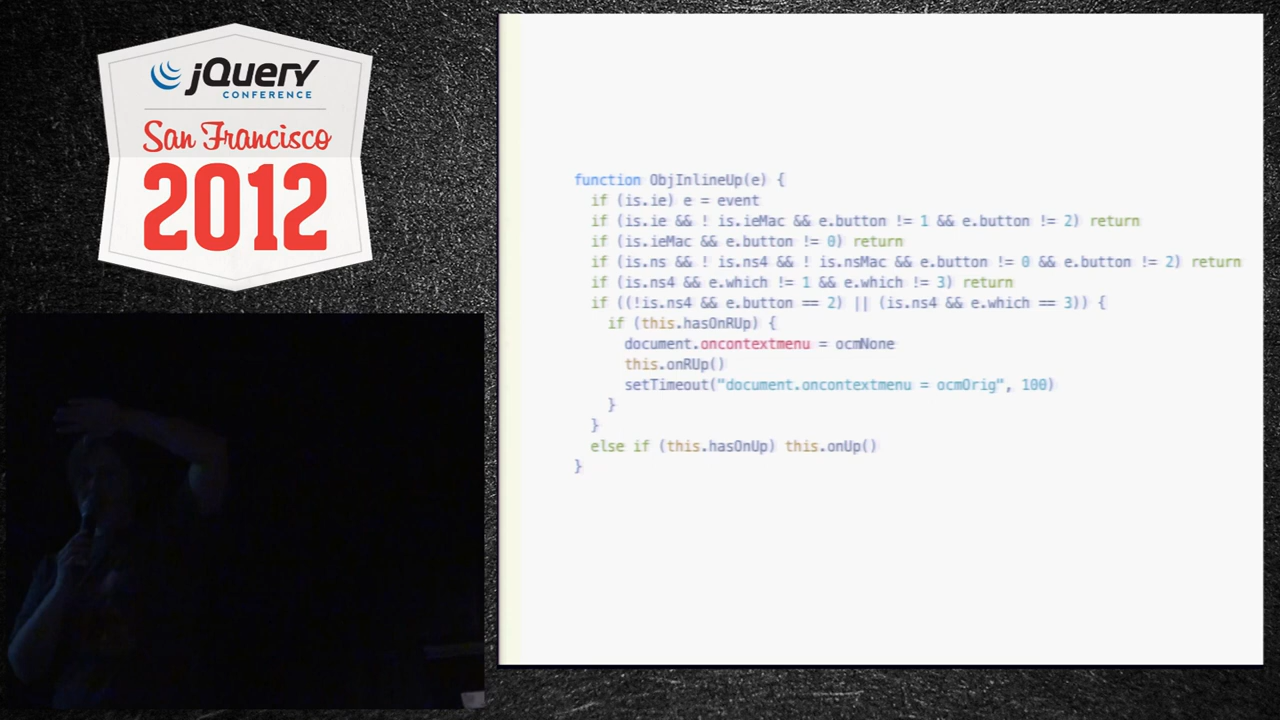 jQuery
CONFERENCE
San Francisco
2012
function ObjInlineUp(e) {
  if (is.ie) e = event
  if (is.ie && ! is.ieMac && e.button != 1 && e.button != 2) return
  if (is.ieMac && e.button != 0) return
  if (is.ns && ! is.ns4 && ! is.nsMac && e.button != 0 && e.button != 2) return
  if (is.ns4 && e.which != 1 && e.which != 3) return
  if ((!is.ns4 && e.button == 2) || (is.ns4 && e.which == 3)) {
    if (this.hasOnRUp) {
      document.oncontextmenu = ocmNone
      this.onRUp()
      setTimeout("document.oncontextmenu = ocmOrig", 100)
    }
  }
  else if (this.hasOnUp) this.onUp()
}